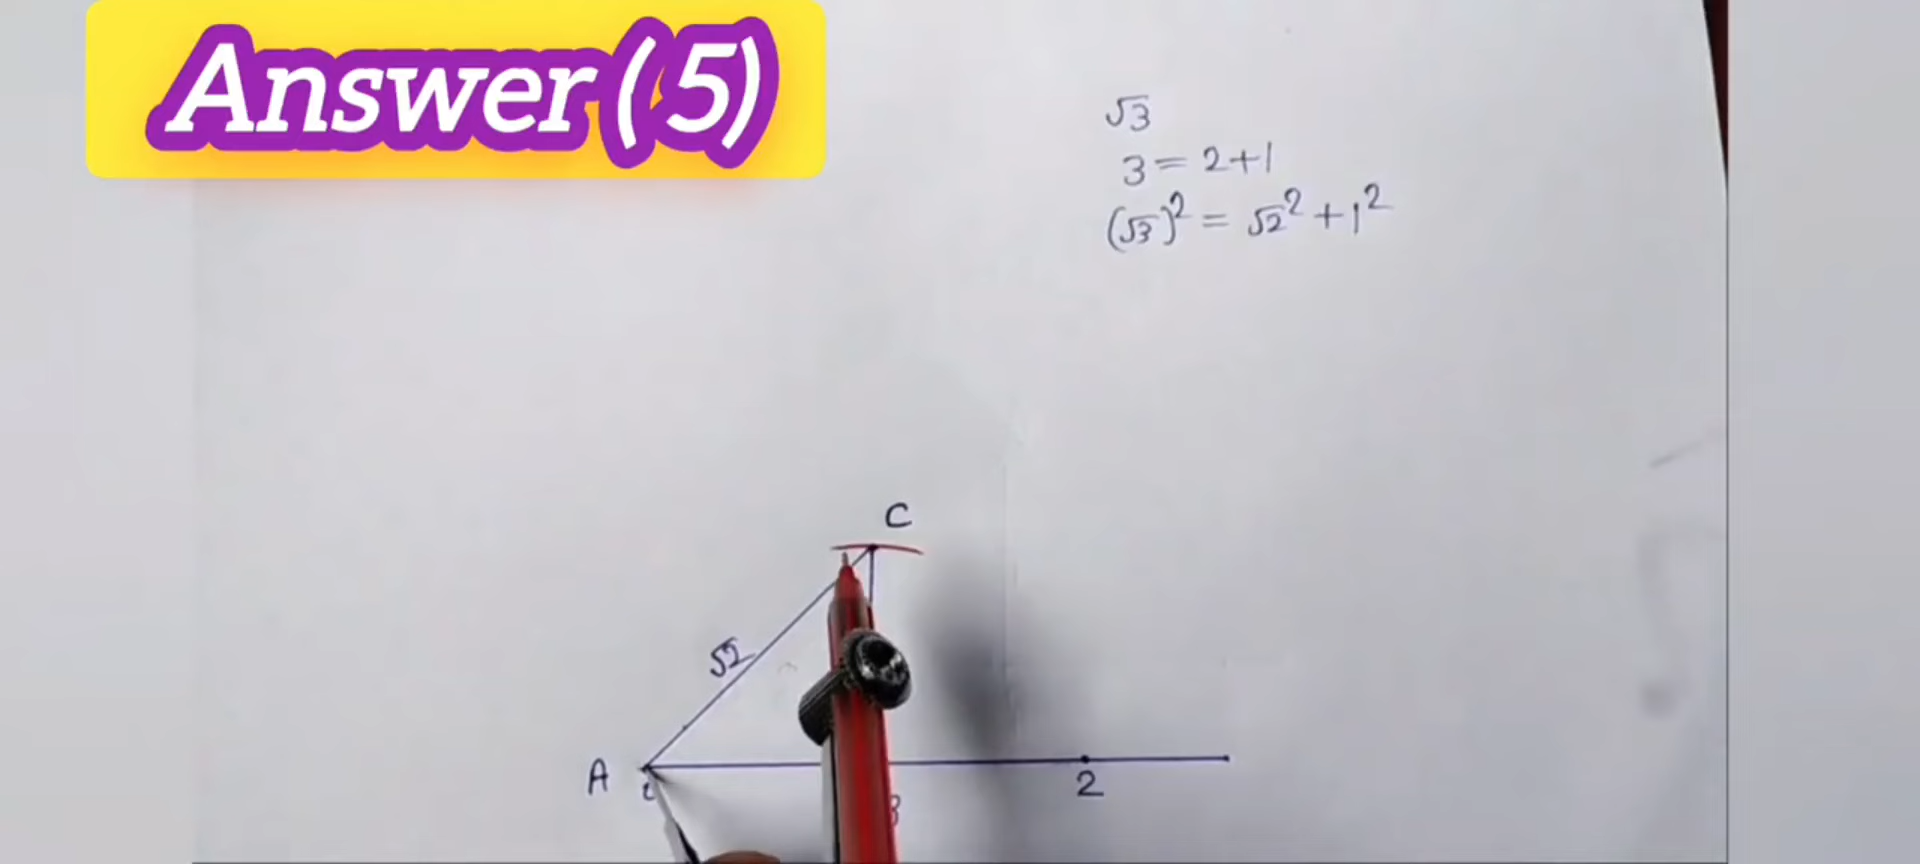 Answer (5)
√3
3 = 2+1
(√3)² = √2² + 1²
C
√2
A
2